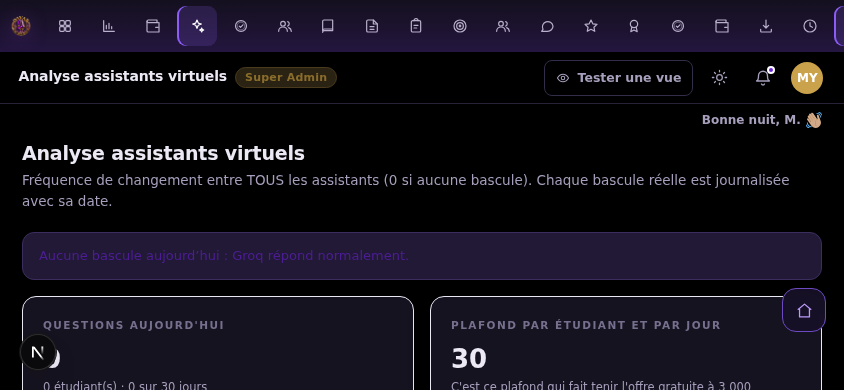 Analyse assistants virtuels
Super Admin
Tester une vue
MY
Bonne nuit, M. 👋🏼
Analyse assistants virtuels
Fréquence de changement entre TOUS les assistants (0 si aucune bascule). Chaque bascule réelle est journalisée
avec sa date.
Aucune bascule aujourd'hui : Groq répond normalement.
QUESTIONS AUJOURD'HUI
PLAFOND PAR ÉTUDIANT ET PAR JOUR
N
0
30
0 étudiant(s) · 0 sur 30 jours
C'est ce plafond qui fait tenir l'offre gratuite à 3 000